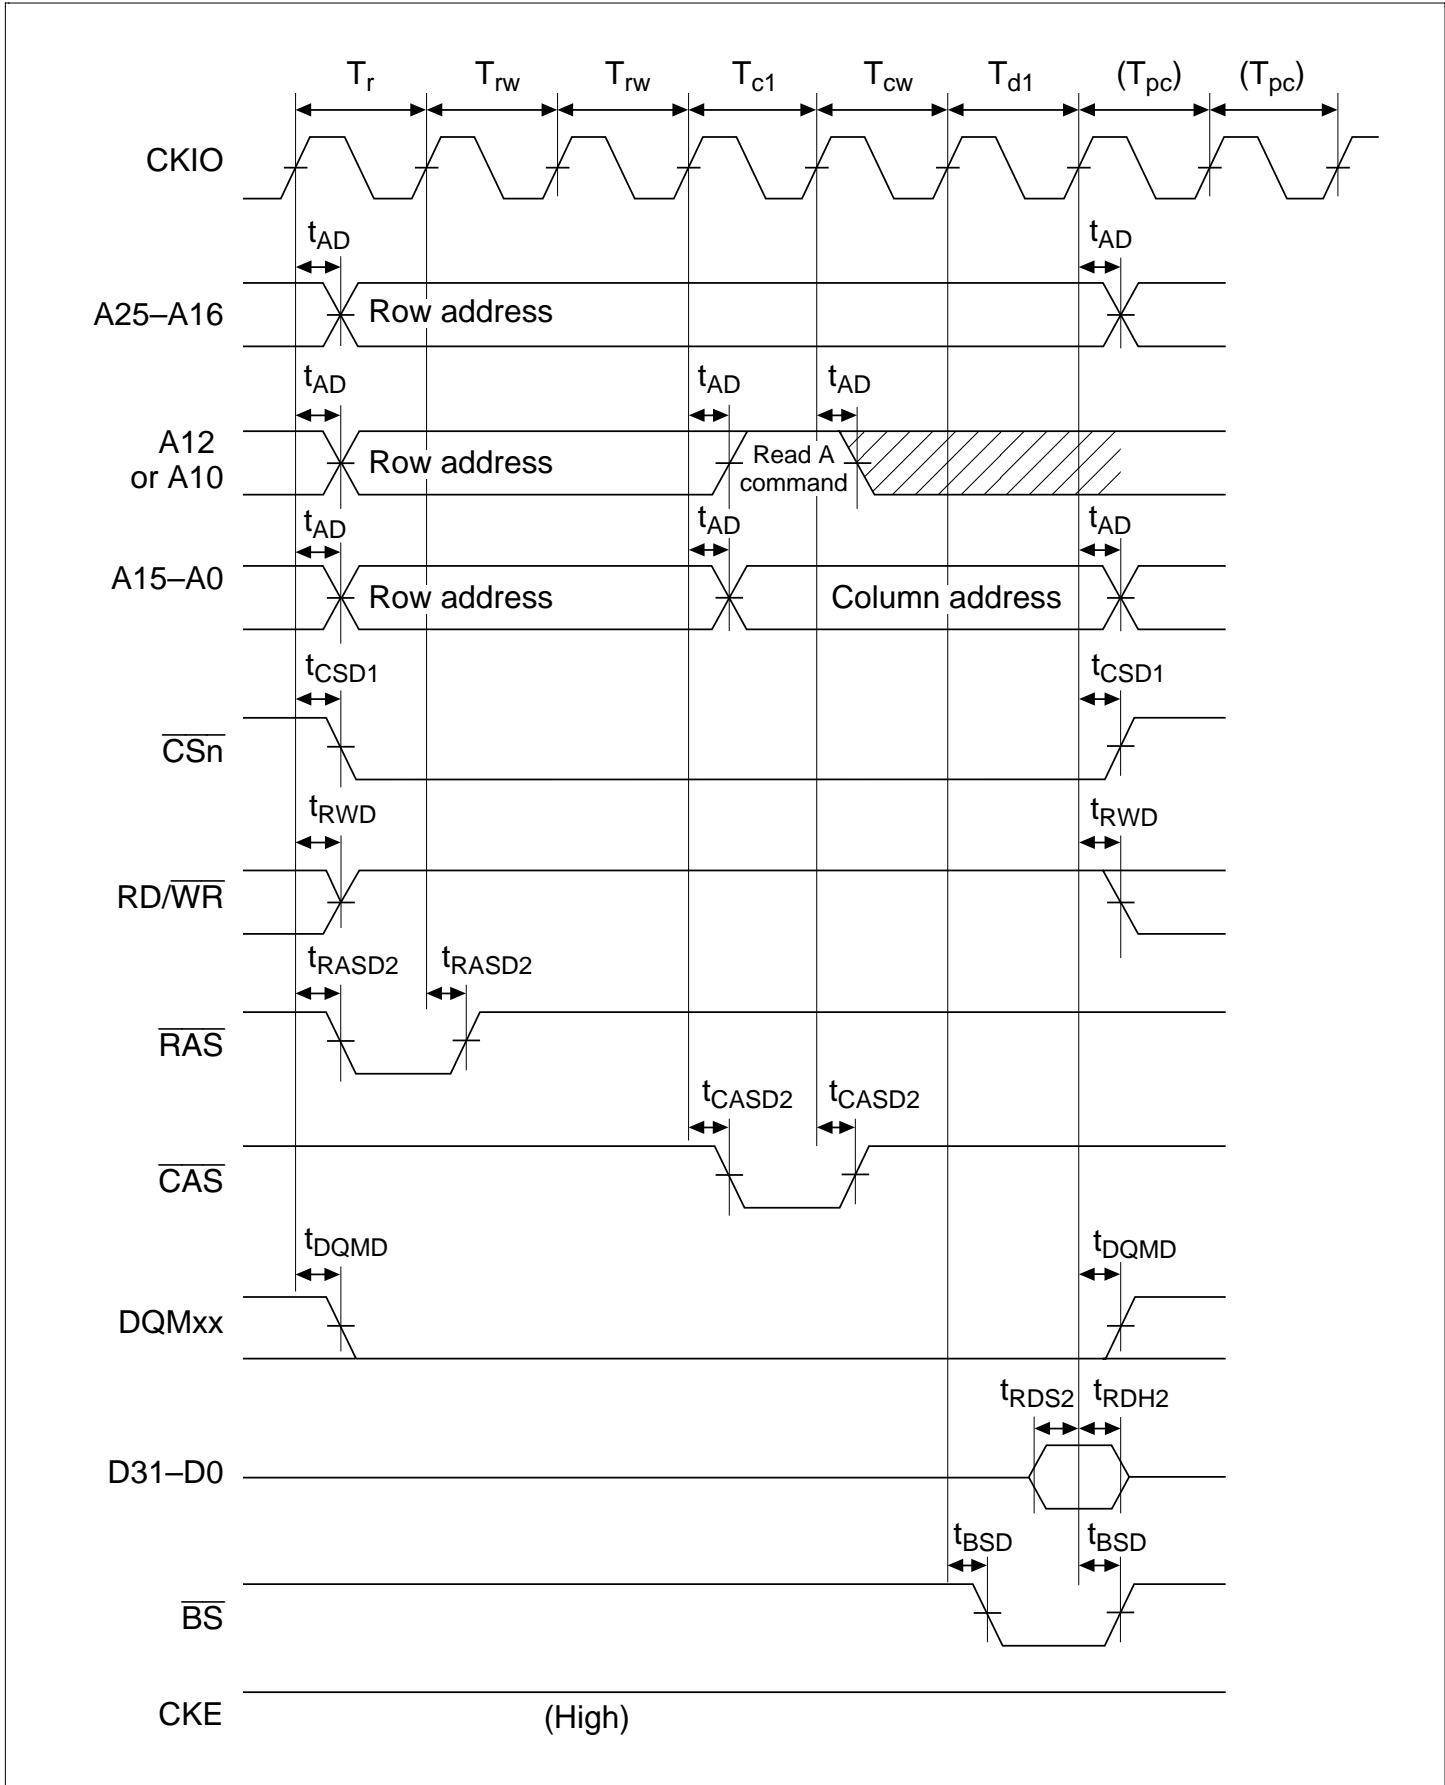 Tr Trw Trw Tc1 Tcw Td1 (Tpc) (Tpc)
CKIO
tAD tAD
A25–A16 Row address
tAD tAD tAD
A12
or A10
Row address
Read A
command
tAD tAD tAD
A15–A0 Row address Column address
tCSD1 tCSD1
CSn
tRWD tRWD
RD/WR
tRASD2 tRASD2
RAS
tCASD2 tCASD2
CAS
tDQMD tDQMD
DQMxx
tRDS2 tRDH2
D31–D0
tBSD tBSD
BS
CKE (High)